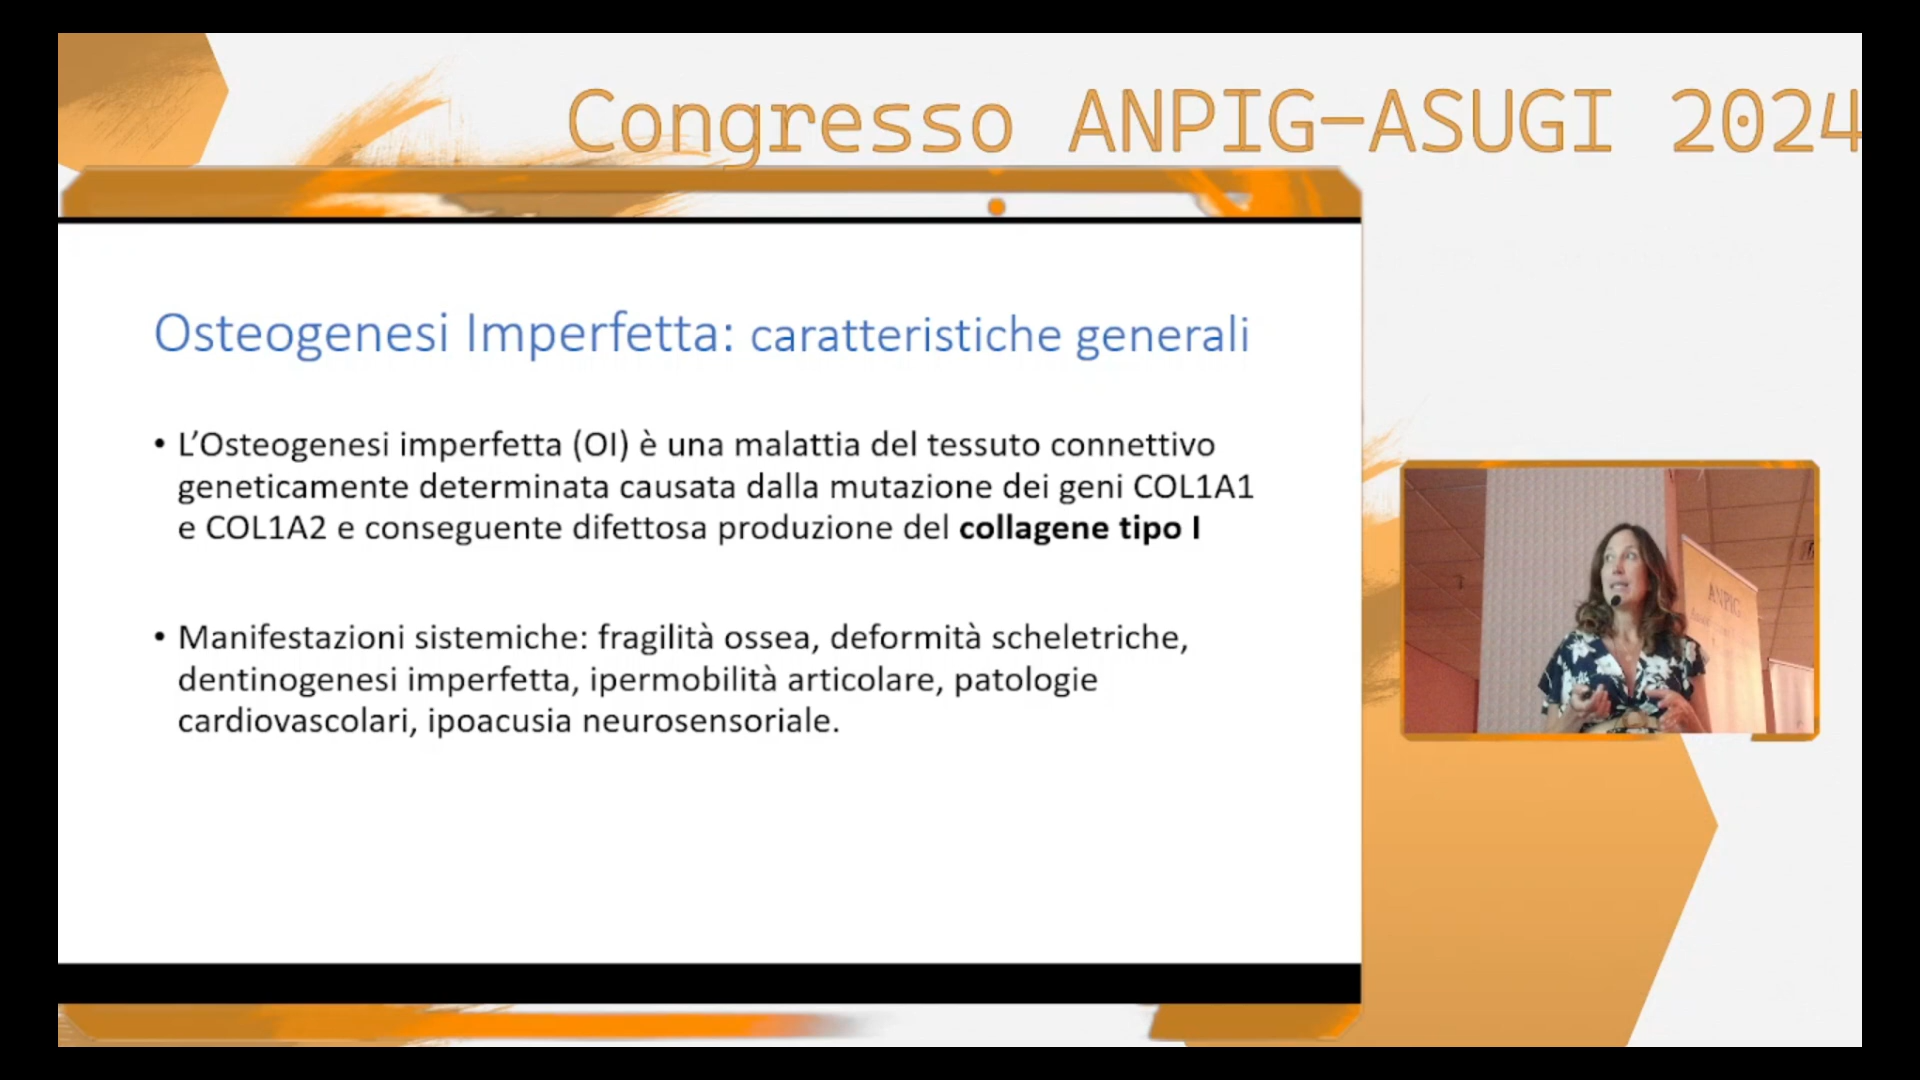 Congresso ANPIG-ASUGI 2024
Osteogenesi Imperfetta: caratteristiche generali
• L’Osteogenesi imperfetta (OI) è una malattia del tessuto connettivo
geneticamente determinata causata dalla mutazione dei geni COL1A1
e COL1A2 e conseguente difettosa produzione del collagene tipo I
• Manifestazioni sistemiche: fragilità ossea, deformità scheletriche,
dentinogenesi imperfetta, ipermobilità articolare, patologie
cardiovascolari, ipoacusia neurosensoriale.
ANPIG